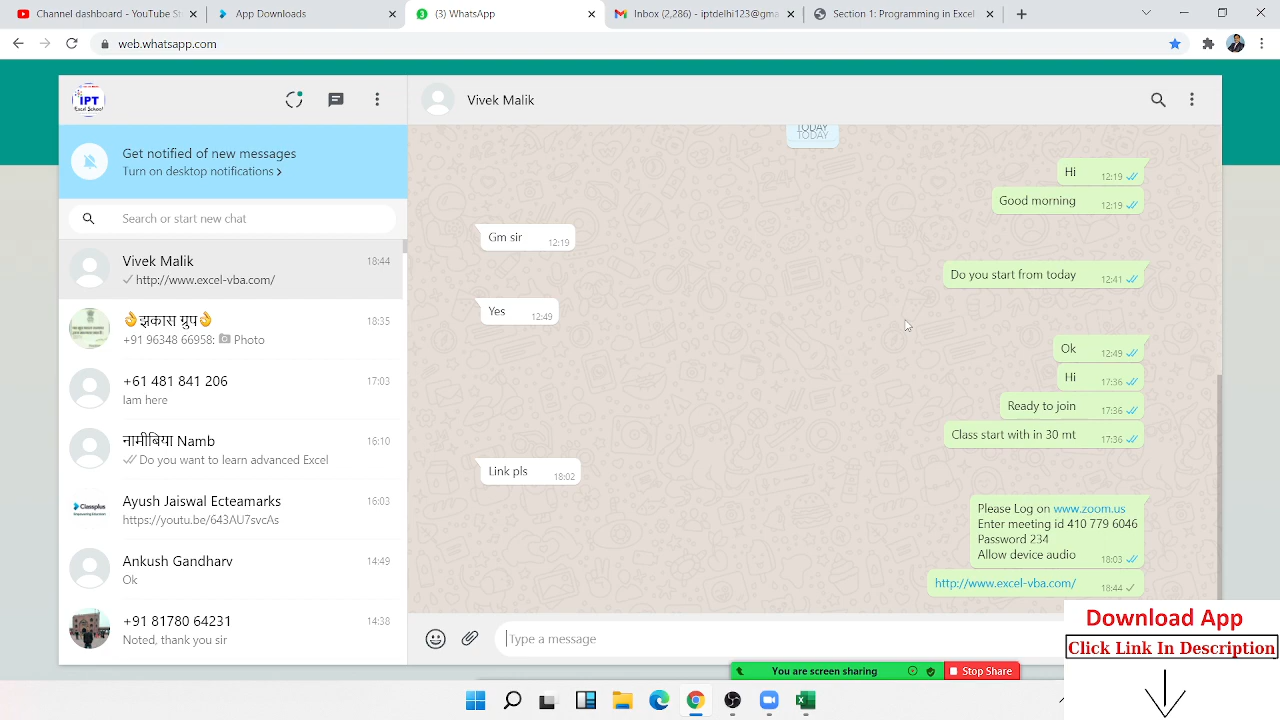 dashboard - YouTube St
App Downloads
(3) WhatsApp
Inbox (2,286) - iptdelhi123@gma
Section 1: Programming in Excel
web.whatsapp.com
IPT
Excel School
Vivek Malik
Get notified of new messages
Turn on desktop notifications >
Search or start new chat
Vivek Malik 18:44
http://www.excel-vba.com/
👌झकास ग्रुप👌 18:35
+91 96348 66958: Photo
+61 481 841 206 17:03
Iam here
नामीबिया Namb 16:10
Do you want to learn advanced Excel
Ayush Jaiswal Ecteamarks 16:03
https://youtu.be/643AU7svcAs
Classplus
Ankush Gandharv 14:49
Ok
+91 81780 64231 14:38
Noted, thank you sir
TODAY
TODAY
Hi 12:19
Good morning 12:19
Gm sir 12:19
Do you start from today 12:41
Yes 12:49
Ok 12:49
Hi 17:36
Ready to join 17:36
Class start with in 30 mt 17:36
Link pls 18:02
Please Log on www.zoom.us
Enter meeting id 410 779 6046
Password 234
Allow device audio 18:03
http://www.excel-vba.com/ 18:44
Type a message
You are screen sharing Stop Share
Download App
Click Link In Description